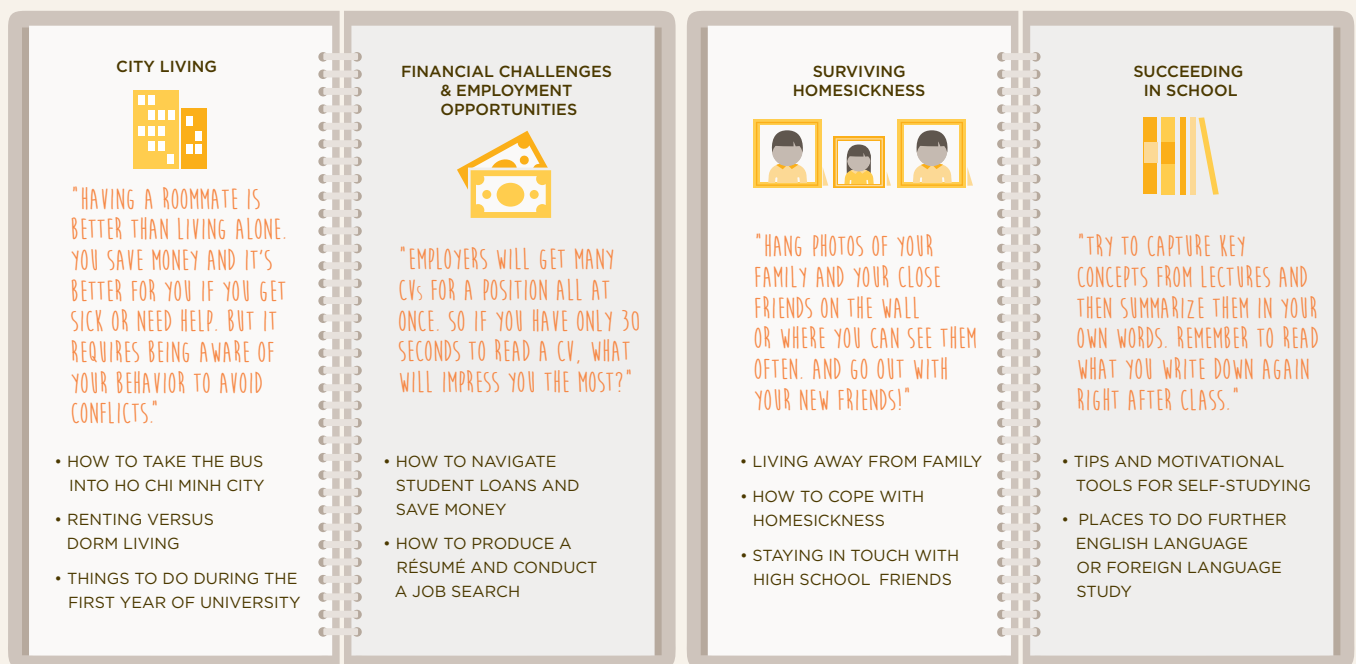 CITY LIVING
"HAVING A ROOMMATE IS
BETTER THAN LIVING ALONE.
YOU SAVE MONEY AND IT'S
BETTER FOR YOU IF YOU GET
SICK OR NEED HELP. BUT IT
REQUIRES BEING AWARE OF
YOUR BEHAVIOR TO AVOID
CONFLICTS."
• HOW TO TAKE THE BUS
INTO HO CHI MINH CITY
• RENTING VERSUS
DORM LIVING
• THINGS TO DO DURING THE
FIRST YEAR OF UNIVERSITY
FINANCIAL CHALLENGES
& EMPLOYMENT
OPPORTUNITIES
"EMPLOYERS WILL GET MANY
CVs FOR A POSITION ALL AT
ONCE. SO IF YOU HAVE ONLY 30
SECONDS TO READ A CV, WHAT
WILL IMPRESS YOU THE MOST?"
• HOW TO NAVIGATE
STUDENT LOANS AND
SAVE MONEY
• HOW TO PRODUCE A
RÉSUMÉ AND CONDUCT
A JOB SEARCH
SURVIVING
HOMESICKNESS
"HANG PHOTOS OF YOUR
FAMILY AND YOUR CLOSE
FRIENDS ON THE WALL
OR WHERE YOU CAN SEE THEM
OFTEN. AND GO OUT WITH
YOUR NEW FRIENDS!"
• LIVING AWAY FROM FAMILY
• HOW TO COPE WITH
HOMESICKNESS
• STAYING IN TOUCH WITH
HIGH SCHOOL FRIENDS
SUCCEEDING
IN SCHOOL
"TRY TO CAPTURE KEY
CONCEPTS FROM LECTURES AND
THEN SUMMARIZE THEM IN YOUR
OWN WORDS. REMEMBER TO READ
WHAT YOU WRITE DOWN AGAIN
RIGHT AFTER CLASS."
• TIPS AND MOTIVATIONAL
TOOLS FOR SELF-STUDYING
• PLACES TO DO FURTHER
ENGLISH LANGUAGE
OR FOREIGN LANGUAGE
STUDY